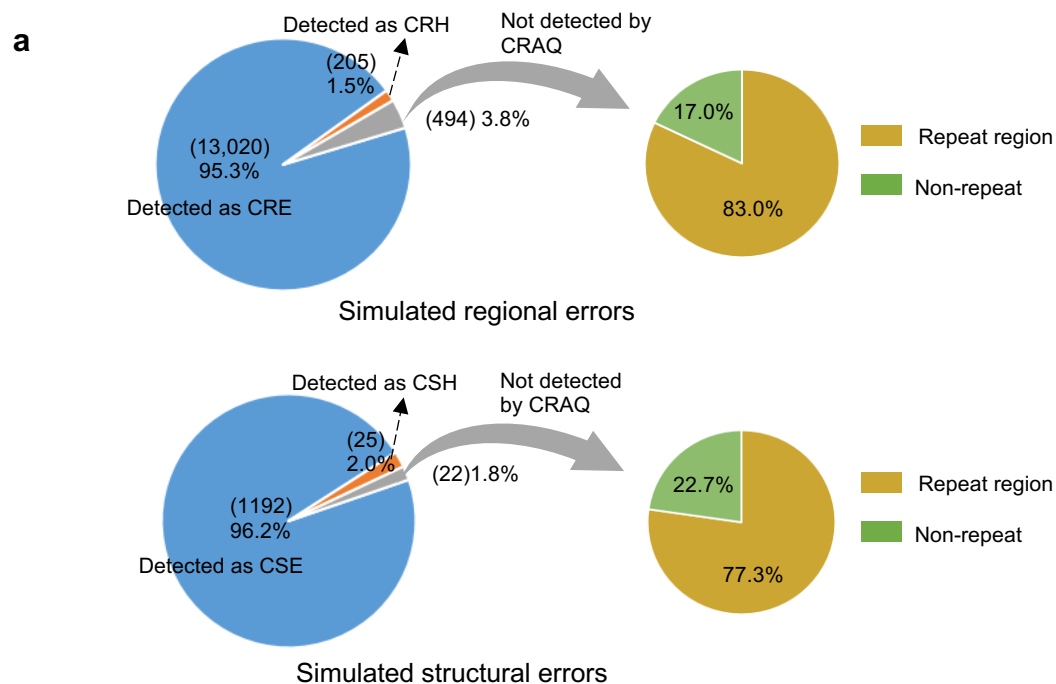 a
Detected as CRH
Not detected by
CRAQ
(205)
1.5%
(494) 3.8%
(13,020)
95.3%
Detected as CRE
17.0%
83.0%
Repeat region
Non-repeat
Simulated regional errors
Detected as CSH
Not detected
by CRAQ
(25)
2.0%
(22)1.8%
(1192)
96.2%
Detected as CSE
22.7%
77.3%
Repeat region
Non-repeat
Simulated structural errors